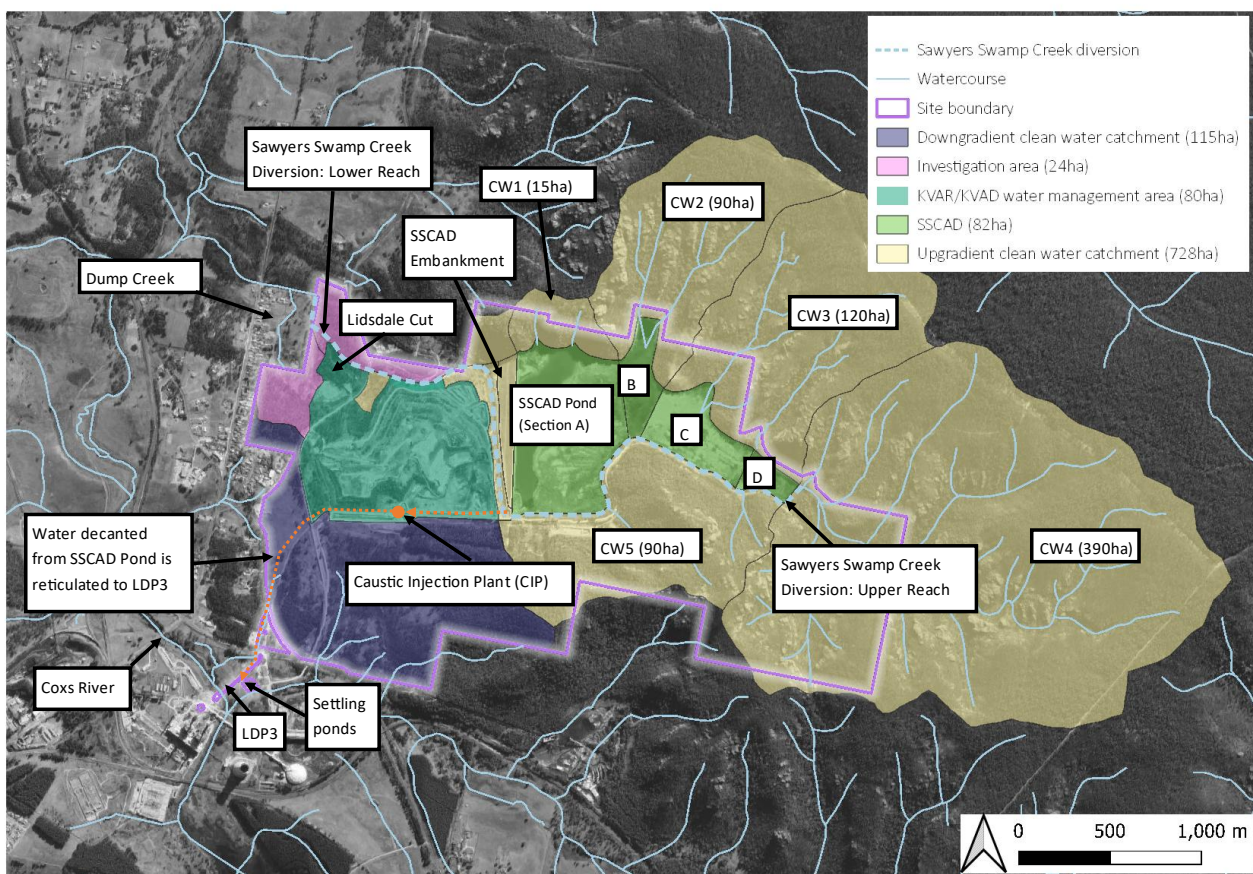 Sawyers Swamp Creek diversion
Watercourse
Site boundary
Downgradient clean water catchment (115ha)
Investigation area (24ha)
KVAR/KVAD water management area (80ha)
SSCAD (82ha)
Upgradient clean water catchment (728ha)
Sawyers Swamp Creek
Diversion: Lower Reach
CW1 (15ha)
CW2 (90ha)
SSCAD
Embankment
Dump Creek
Lidsdale Cut
CW3 (120ha)
SSCAD Pond
(Section A)
B
C
D
Water decanted
from SSCAD Pond is
reticulated to LDP3
Caustic Injection Plant (CIP)
CW5 (90ha)
Sawyers Swamp Creek
Diversion: Upper Reach
CW4 (390ha)
Coxs River
LDP3
Settling
ponds
0 500 1,000 m